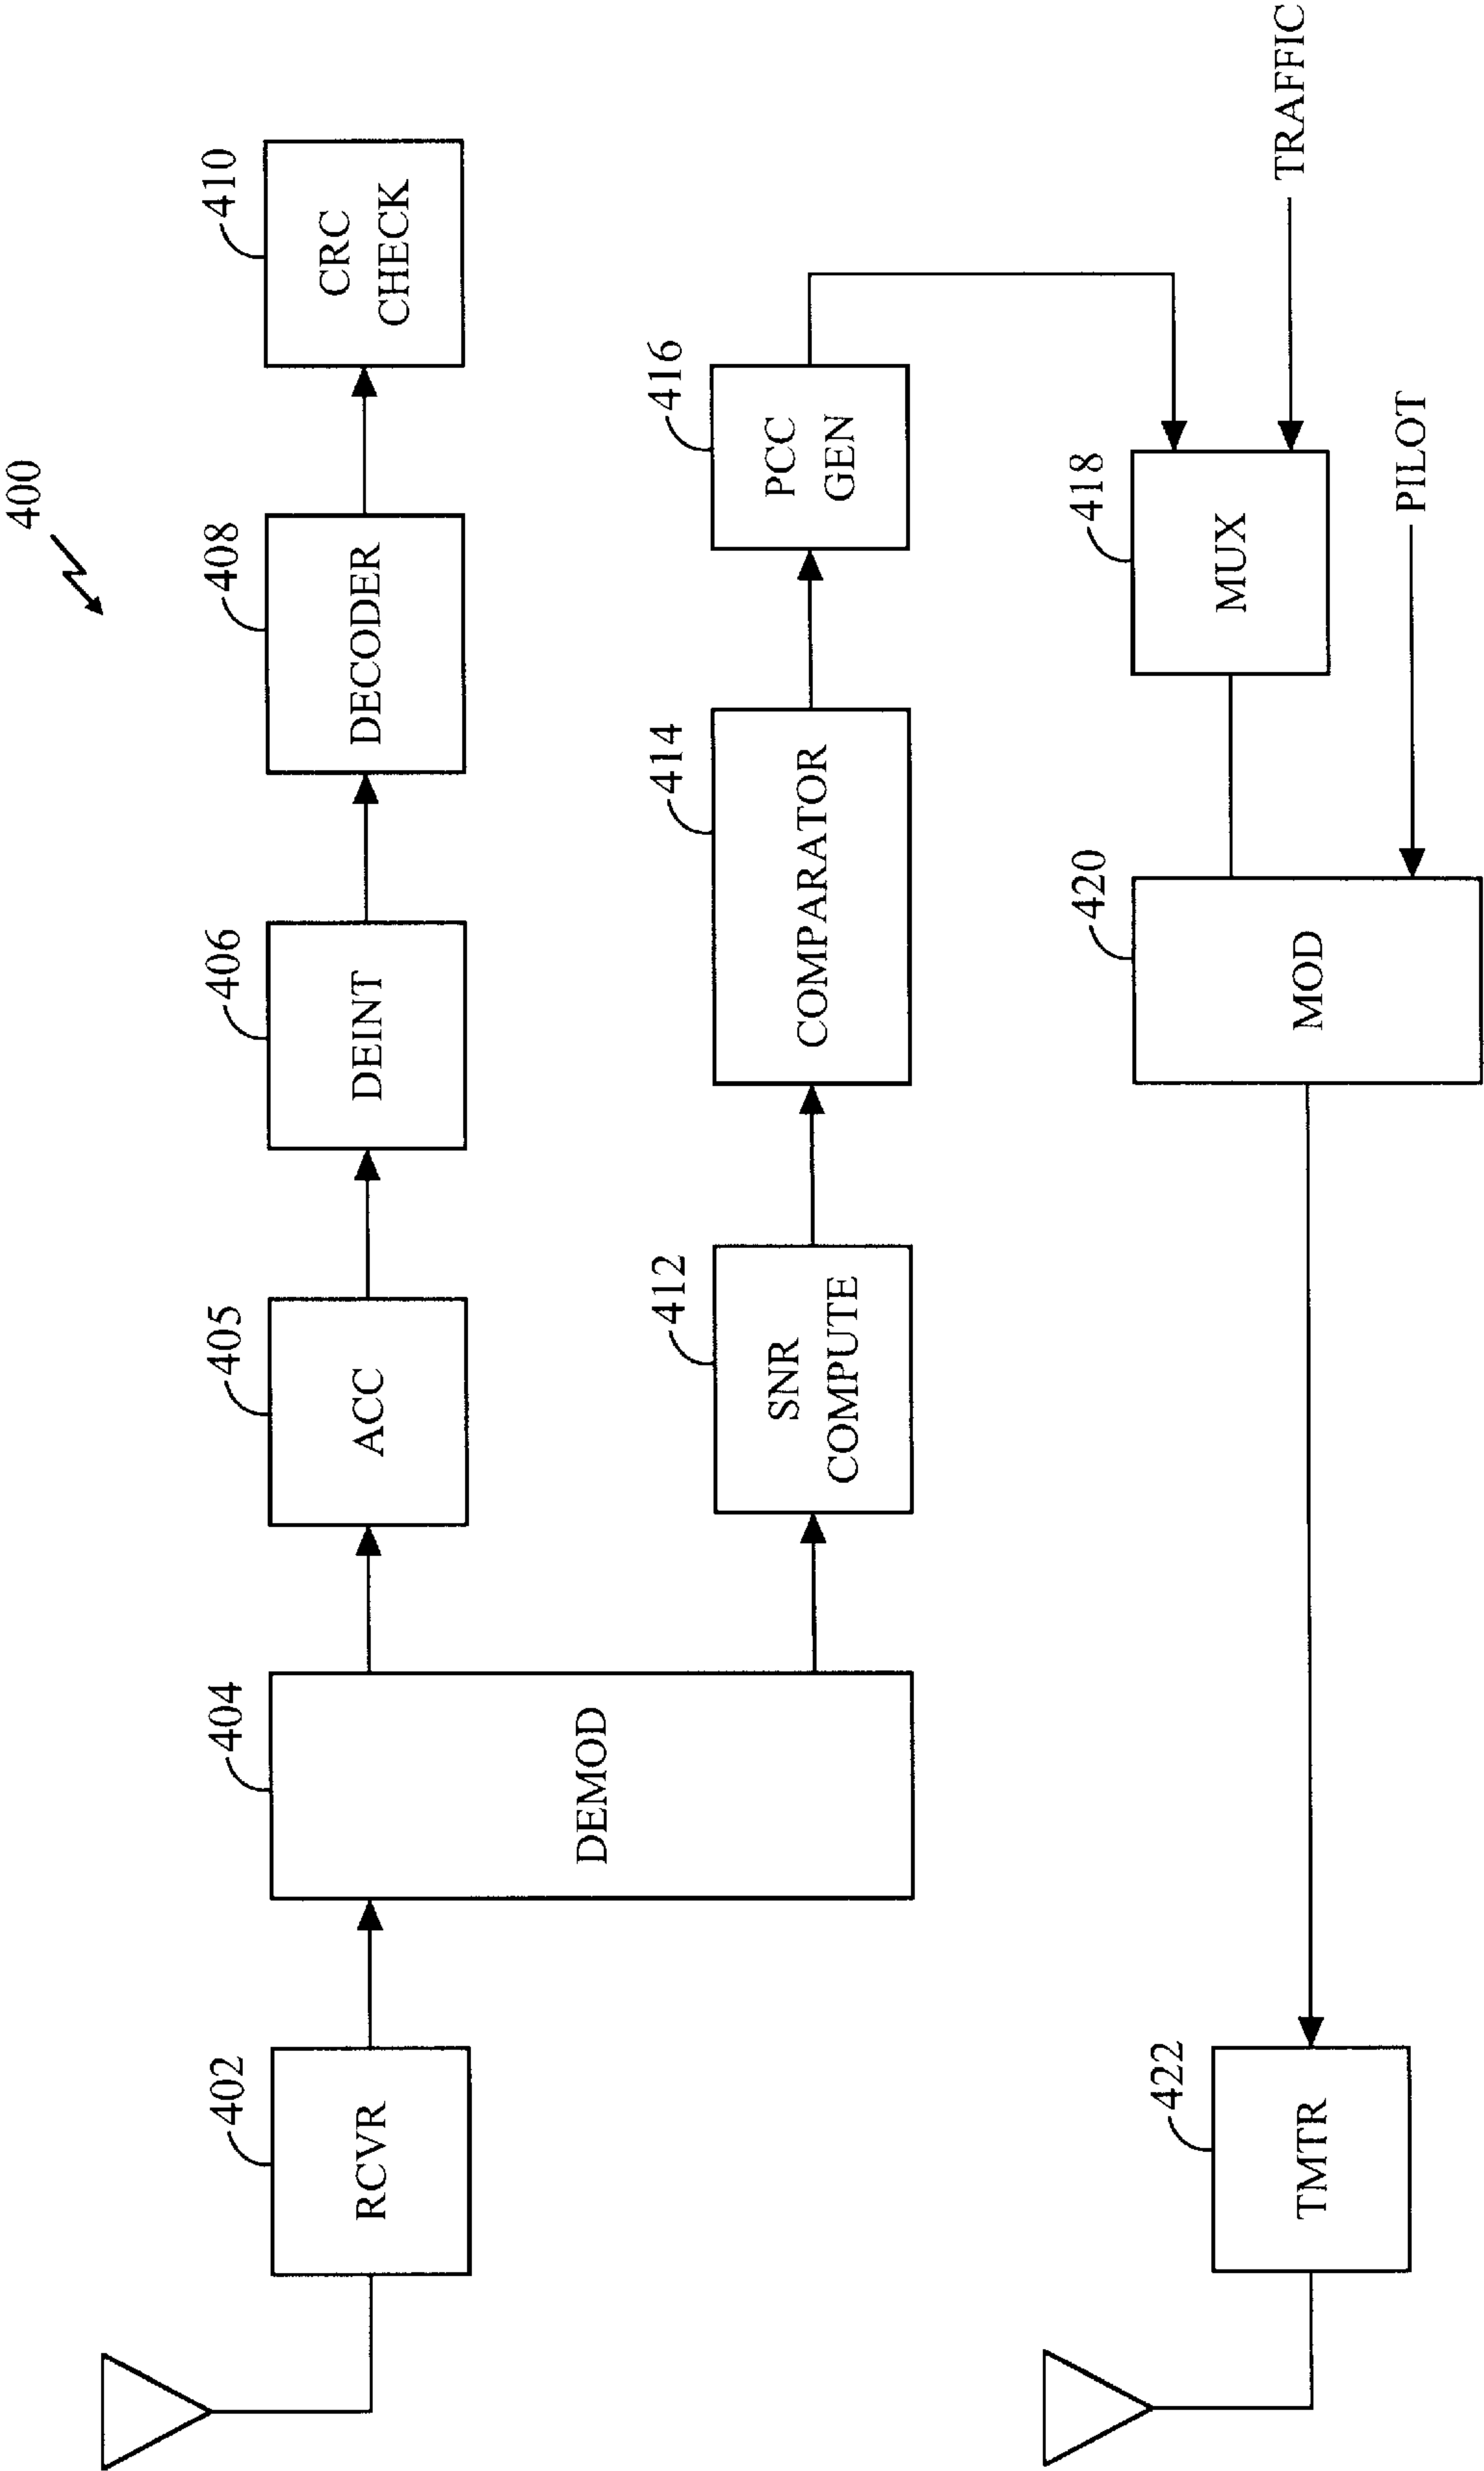 400
402
RCVR
404
DEMOD
405
ACC
406
DEINT
408
DECODER
410
CRC
CHECK
412
SNR
COMPUTE
414
COMPARATOR
416
PCC
GEN
418
MUX
TRAFFIC
420
MOD
PILOT
422
TMTR